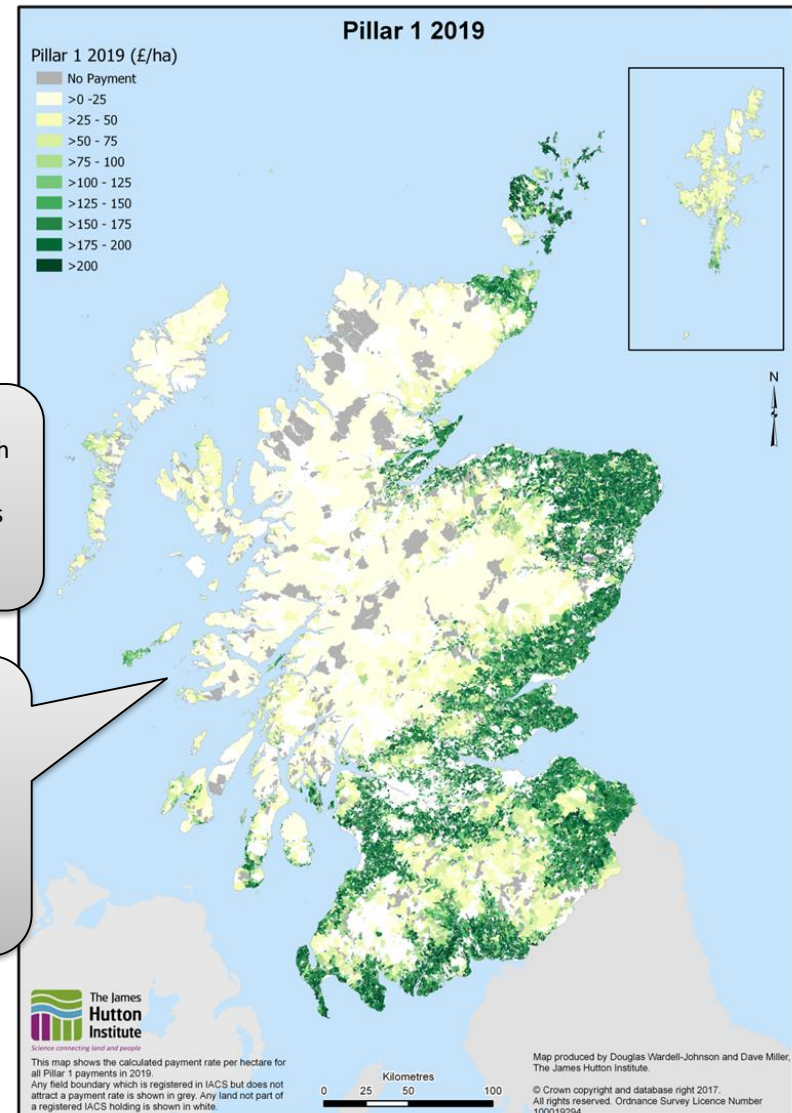 Pillar 1 2019
Pillar 1 2019 (£/ha)
No Payment
>0 -25
>25 - 50
>50 - 75
>75 - 100
>100 - 125
>125 - 150
>150 - 175
>175 - 200
>200
N
h
s
The James
Hutton
Institute
Science connecting land and people
This map shows the calculated payment rate per hectare for
all Pillar 1 payments in 2019.
Any field boundary which is registered in IACS but does not
attract a payment rate is shown in grey. Any land not part of
a registered IACS holding is shown in white.
Kilometres
0 25 50 100
Map produced by Douglas Wardell-Johnson and Dave Miller,
The James Hutton Institute.
© Crown copyright and database right 2017.
All rights reserved. Ordnance Survey Licence Number
100019294